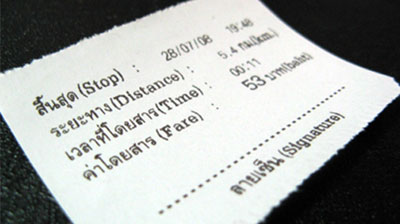 สิ้นสุด (Stop) : 28/07/08 19:48
ระยะทาง(Distance) : 5.4 กม(km.)
เวลาที่โดยสาร(Time) : 00:11
ค่าโดยสาร (Fare) : 53 บาท(baht)
ลายเซ็น (Signature)